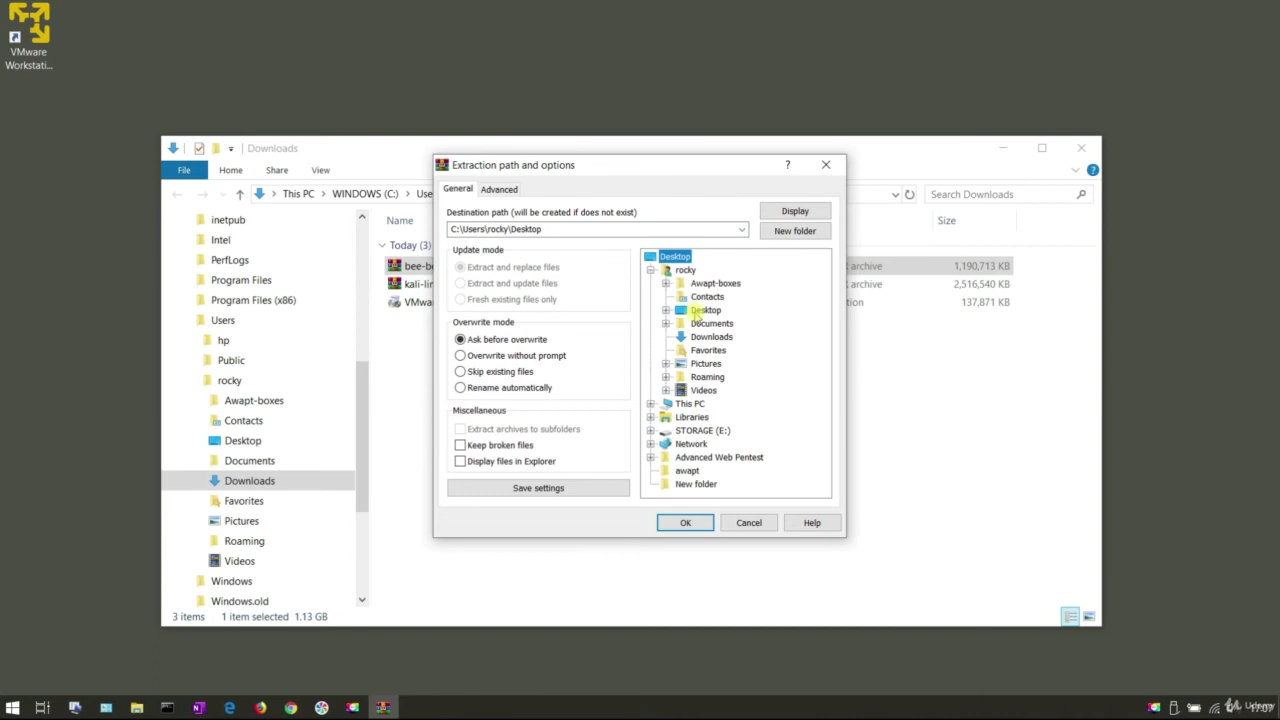 VMware
Workstati...
Downloads
File Home Share View
This PC > WINDOWS (C:) > Use
Search Downloads
inetpub
Intel
PerfLogs
Program Files
Program Files (x86)
Users
hp
Public
rocky
Awapt-boxes
Contacts
Desktop
Documents
Downloads
Favorites
Pictures
Roaming
Videos
Windows
Windows.old
Name Size
Today (3)
bee-b archive 1,190,713 KB
kali-lin archive 2,516,540 KB
VMwa tion 137,871 KB
3 items 1 item selected 1.13 GB
Extraction path and options ?
General Advanced
Destination path (will be created if does not exist)
C:\Users\rocky\Desktop
Display
New folder
Update mode
Extract and replace files
Extract and update files
Fresh existing files only
Overwrite mode
Ask before overwrite
Overwrite without prompt
Skip existing files
Rename automatically
Miscellaneous
Extract archives to subfolders
Keep broken files
Display files in Explorer
Save settings
Desktop
rocky
Awapt-boxes
Contacts
Desktop
Documents
Downloads
Favorites
Pictures
Roaming
Videos
This PC
Libraries
STORAGE (E:)
Network
Advanced Web Pentest
awapt
New folder
OK Cancel Help
17:07
Udemy